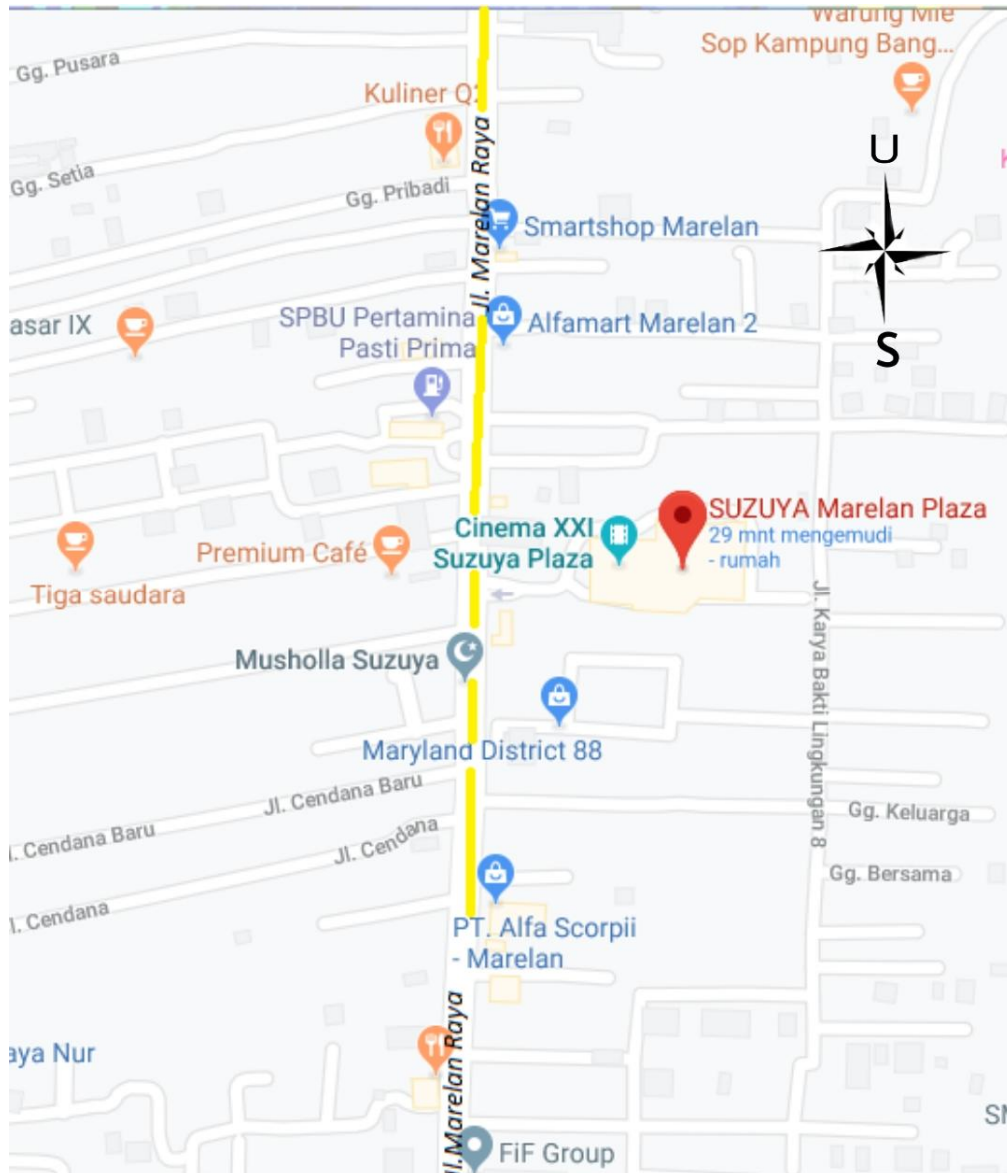 Warung Mie
Sop Kampung Bang...
Gg. Pusara
Kuliner Q2
U
Gg. Setia
Gg. Pribadi
Jl. Marelan Raya
K
Smartshop Marelan
asar IX
SPBU Pertamina
Pasti Prima
Alfamart Marelan 2
S
SUZUYA Marelan Plaza
29 mnt mengemudi
- rumah
Cinema XXI
Suzuya Plaza
Premium Café
Tiga saudara
Jl. Karya Bakti Lingkungan 8
Musholla Suzuya
Maryland District 88
Jl. Cendana Baru
l. Cendana Baru
Gg. Keluarga
Jl. Cendana
Gg. Bersama
l. Cendana
PT. Alfa Scorpii
- Marelan
Jl.Marelan Raya
aya Nur
SM
FiF Group